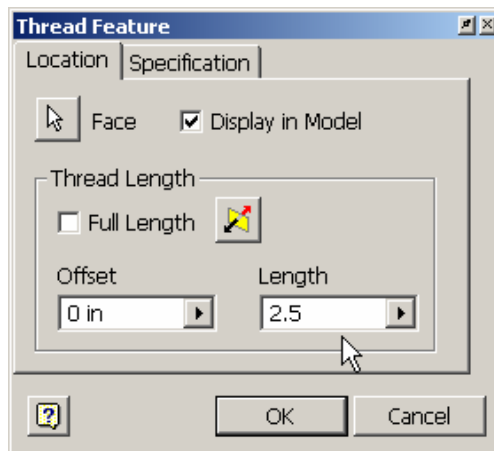 Thread Feature
Location Specification
Face Display in Model
Thread Length
Full Length
Offset Length
0 in 2.5
? OK Cancel